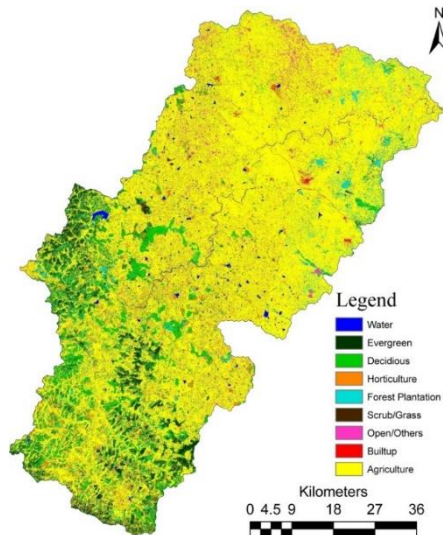 N
Legend
Water
Evergreen
Decidious
Horticulture
Forest Plantation
Scrub/Grass
Open/Others
Builtup
Agriculture
Kilometers
0 4.5 9 18 27 36